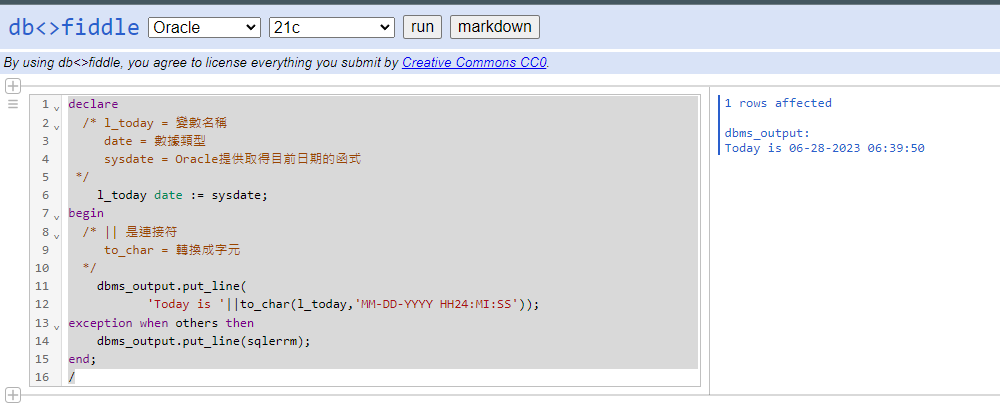 db<>fiddle Oracle 21c run markdown
By using db<>fiddle, you agree to license everything you submit by Creative Commons CC0.
1 declare
2 /* l_today = 變數名稱
3 date = 數據類型
4 sysdate = Oracle提供取得目前日期的函式
5 */
6 l_today date := sysdate;
7 begin
8 /* || 是連接符
9 to_char = 轉換成字元
10 */
11 dbms_output.put_line(
12 'Today is '||to_char(l_today,'MM-DD-YYYY HH24:MI:SS'));
13 exception when others then
14 dbms_output.put_line(sqlerrm);
15 end;
16 /
1 rows affected
dbms_output:
Today is 06-28-2023 06:39:50